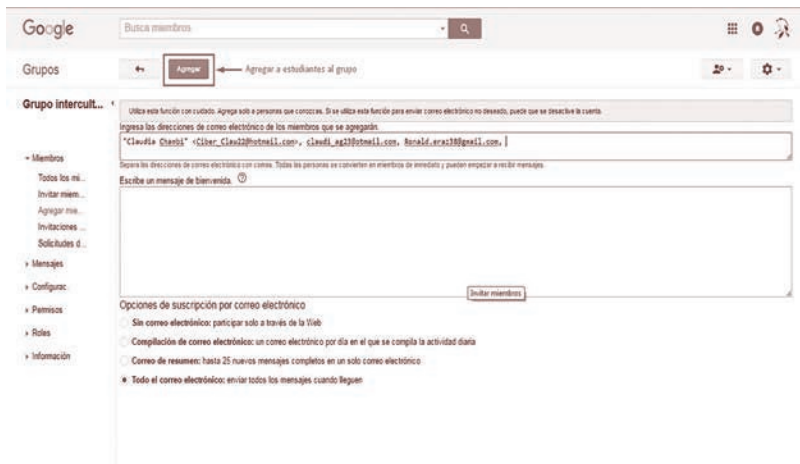 Google
Busca miembros
Grupos
Agregar
Agregar a estudiantes al grupo
Grupo intercult...
Utiliza esta función con cuidado. Agrega solo a personas que conozcas. Si se utiliza esta función para enviar correo electrónico no deseado, puede que se desactive la cuenta.
Ingresa las direcciones de correo electrónico de los miembros que se agregarán.
"Claudia Chambi" <Ciber_Clau22@hotmail.com>, claudi_ag23@otmail.com, Ronald.araz38@gmail.com,
Separa las direcciones de correo electrónico con comas. Todas las personas se convierten en miembros de inmediato y pueden empezar a recibir mensajes.
Escribe un mensaje de bienvenida.
Miembros
Todos los mi...
Invitar miem...
Agregar mie...
Invitaciones ...
Solicitudes d...
Mensajes
Configurac
Permisos
Roles
Información
Invitar miembros
Opciones de suscripción por correo electrónico
Sin correo electrónico: participar solo a través de la Web
Compilación de correo electrónico: un correo electrónico por día en el que se compila la actividad diaria
Correo de resumen: hasta 25 nuevos mensajes completos en un solo correo electrónico
Todo el correo electrónico: enviar todos los mensajes cuando lleguen